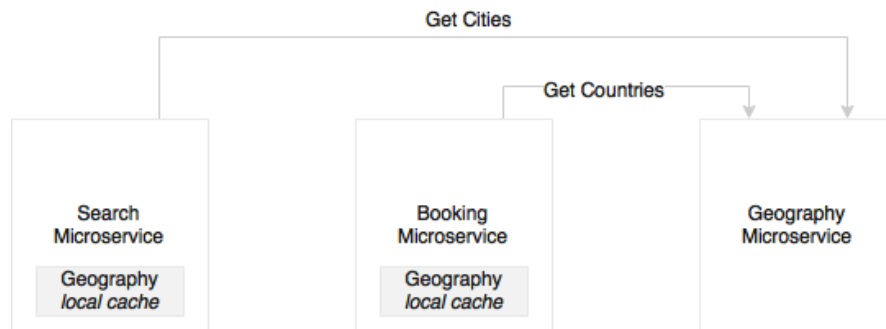 Get Cities
Get Countries
Search
Microservice
Geography
local cache
Booking
Microservice
Geography
local cache
Geography
Microservice